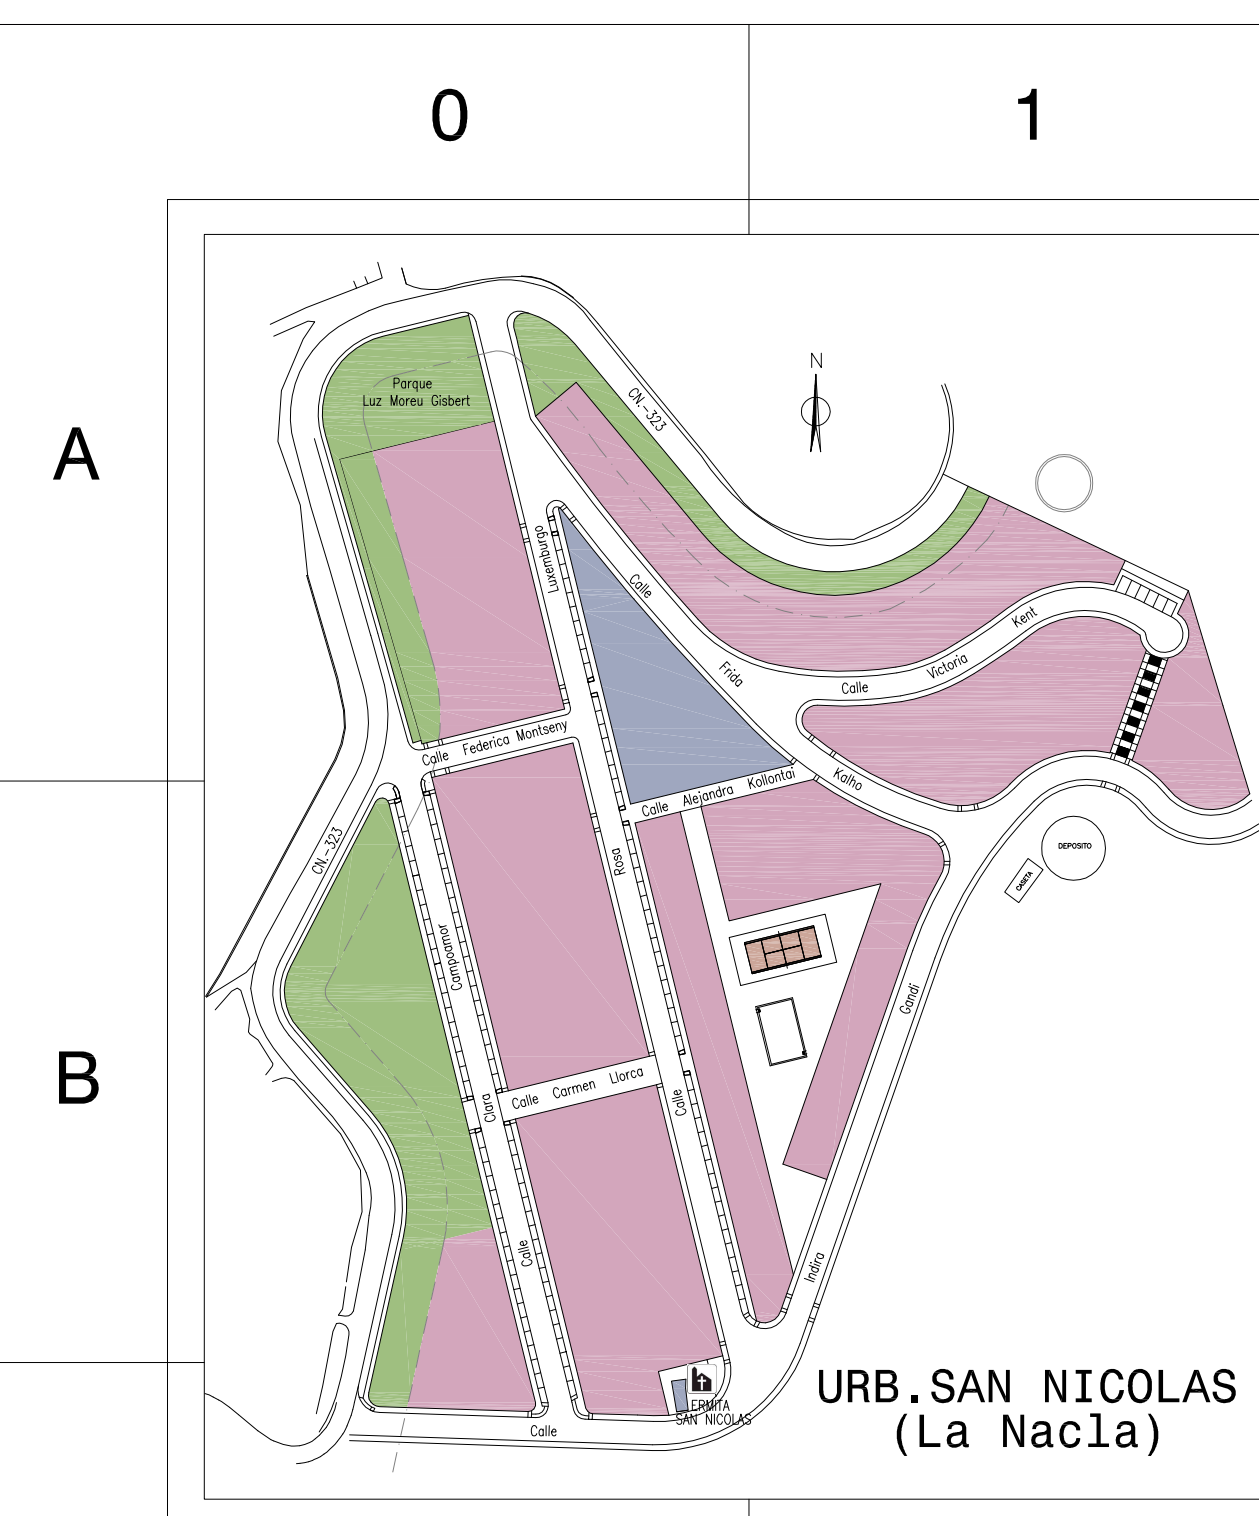 0
1
A
B
N
Parque
Luz Moreu Gisbert
CN.-323
Luxemburgo
Calle
Frida
Kalho
Calle
Victoria
Kent
Calle Federica Montseny
Calle Alejandra Kollontai
CN.-323
Rosa
Calle
DEPOSITO
CASETA
Campoamor
Clara
Calle
Calle Carmen Llorca
Gandi
Indira
Calle
ERMITA
SAN NICOLAS
URB.SAN NICOLAS
(La Nacla)